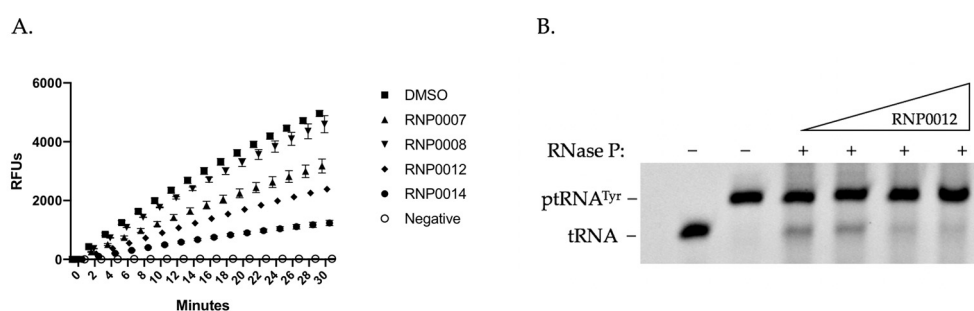 A.
6000
4000
2000
0
RFUs
0 2 4 6 8 10 12 14 16 18 20 22 24 26 28 30
Minutes
DMSO
RNP0007
RNP0008
RNP0012
RNP0014
Negative
B.
RNP0012
RNase P: − − + + + +
ptRNAᵀʸʳ –
tRNA –